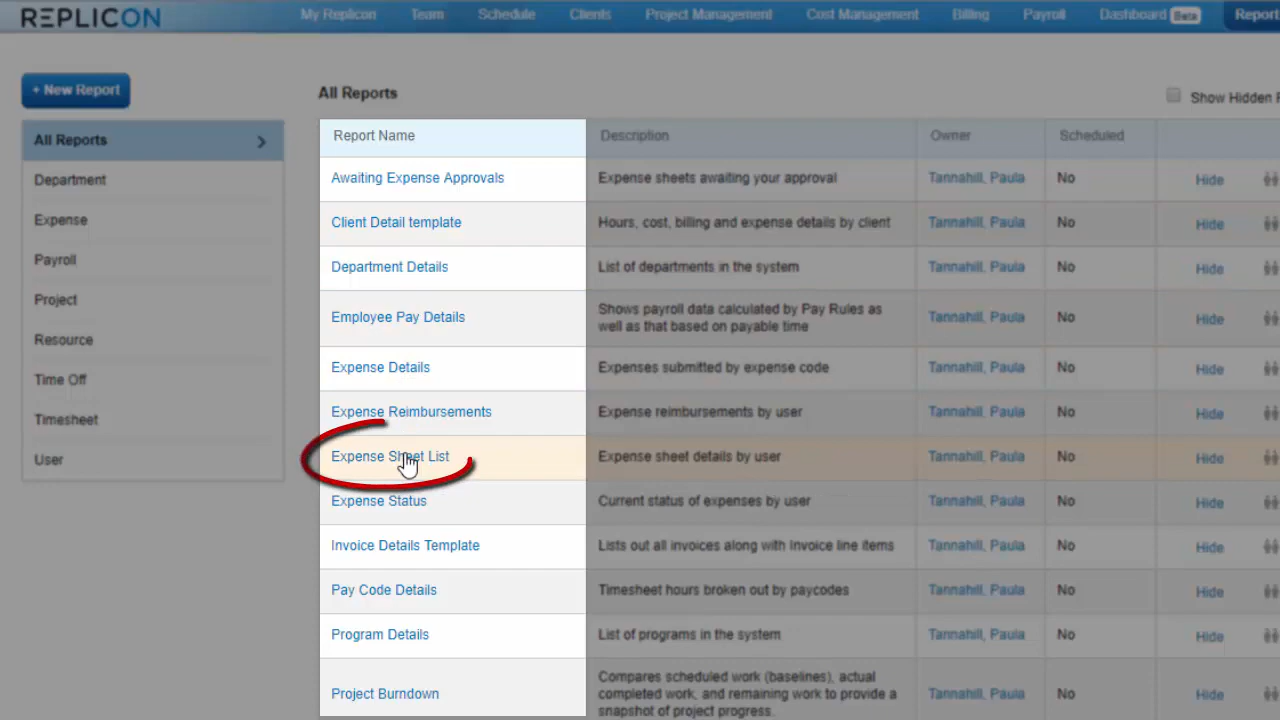 REPLICON
My Replicon Team Schedule Clients Project Management Cost Management Billing Payroll Dashboard Beta Report
+ New Report
All Reports
Department
Expense
Payroll
Project
Resource
Time Off
Timesheet
User
All Reports
Show Hidden
Report Name Description Owner Scheduled
Awaiting Expense Approvals Expense sheets awaiting your approval Tannahill, Paula No Hide
Client Detail template Hours, cost, billing and expense details by client Tannahill, Paula No Hide
Department Details List of departments in the system Tannahill, Paula No Hide
Employee Pay Details Shows payroll data calculated by Pay Rules as Tannahill, Paula No Hide
well as that based on payable time
Expense Details Expenses submitted by expense code Tannahill, Paula No Hide
Expense Reimbursements Expense reimbursements by user Tannahill, Paula No Hide
Expense Sheet List Expense sheet details by user Tannahill, Paula No Hide
Expense Status Current status of expenses by user Tannahill, Paula No Hide
Invoice Details Template Lists out all invoices along with Invoice line items Tannahill, Paula No Hide
Pay Code Details Timesheet hours broken out by paycodes Tannahill, Paula No Hide
Program Details List of programs in the system Tannahill, Paula No Hide
Project Burndown Compares scheduled work (baselines), actual Tannahill, Paula No Hide
completed work, and remaining work to provide a
snapshot of project progress.